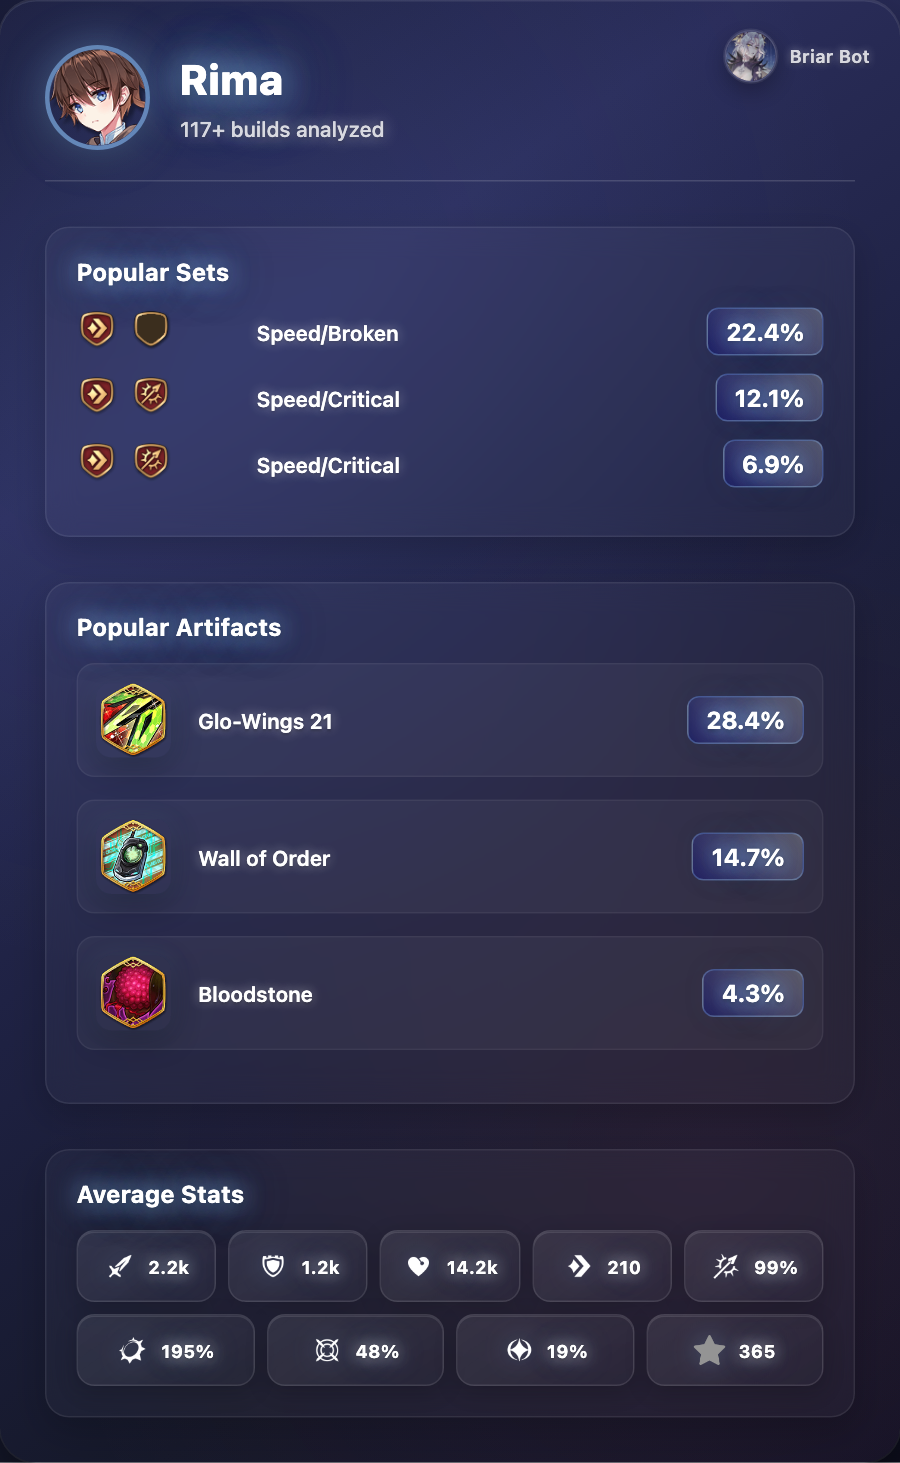 Rima
117+ builds analyzed
Briar Bot
Popular Sets
Speed/Broken 22.4%
Speed/Critical 12.1%
Speed/Critical 6.9%
Popular Artifacts
Glo-Wings 21 28.4%
Wall of Order 14.7%
Bloodstone 4.3%
Average Stats
2.2k 1.2k 14.2k 210 99%
195% 48% 19% 365